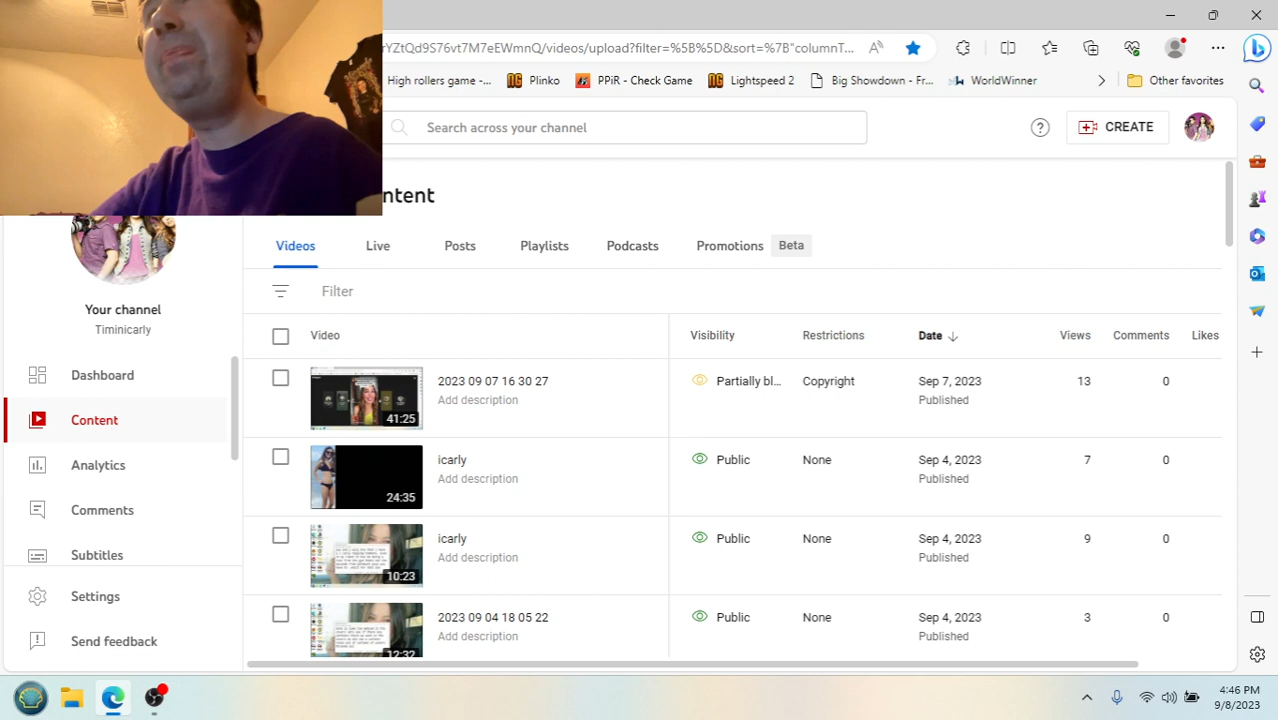 rYZtQd9S76vt7M7eEWmnQ/videos/upload?filter=%5B%5D&sort=%7B"columnT...
High rollers game -... Plinko PPiR - Check Game Lightspeed 2 Big Showdown - Fr... WorldWinner Other favorites
Search across your channel
CREATE
ntent
Videos Live Posts Playlists Podcasts Promotions Beta
Filter
Your channel
Timinicarly
Dashboard
Content
Analytics
Comments
Subtitles
Settings
Send feedback
Video Visibility Restrictions Date Views Comments Likes
2023 09 07 16 30 27 Partially bl... Copyright Sep 7, 2023 13 0
Add description Published
41:25
icarly Public None Sep 4, 2023 7 0
Add description Published
24:35
icarly Public None Sep 4, 2023 9 0
Add description Published
10:23
2023 09 04 18 05 22 Public None Sep 4, 2023 3 0
Add description Published
12:32
4:46 PM
9/8/2023